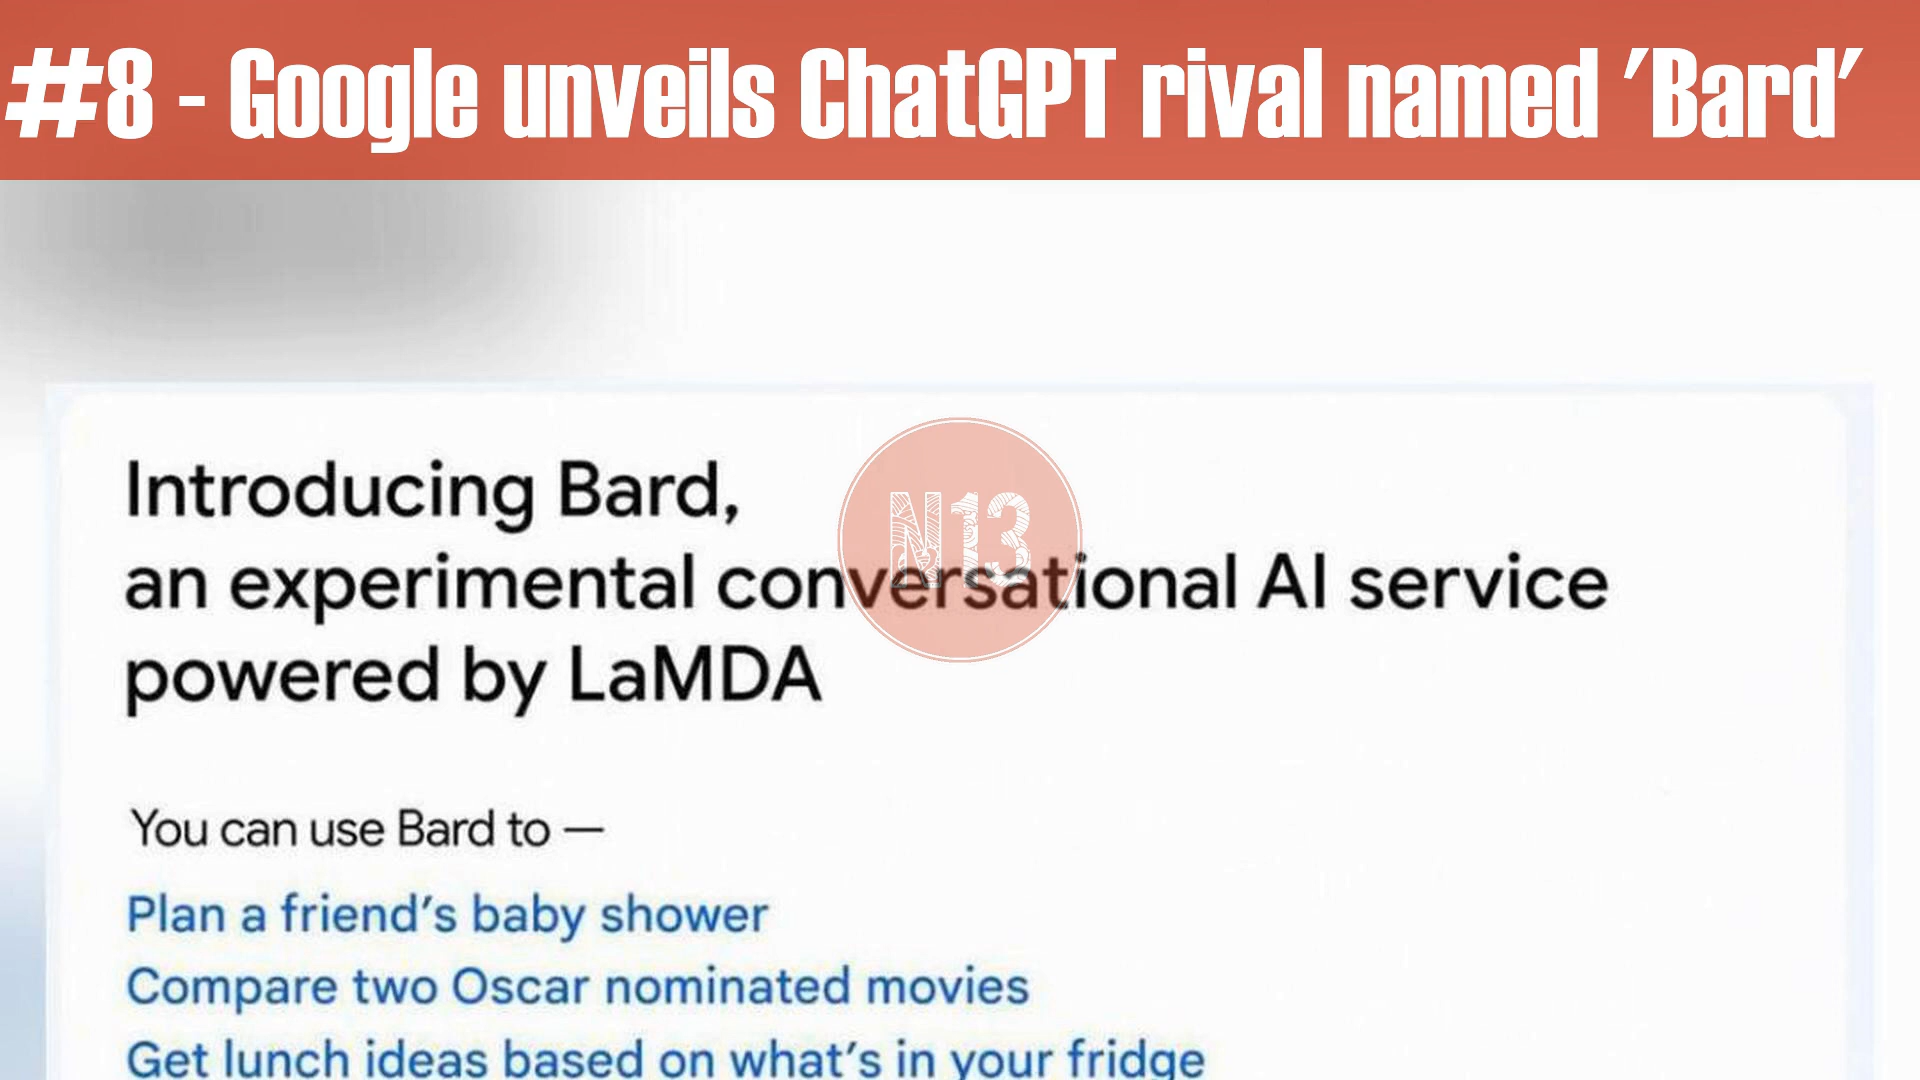 #8 - Google unveils ChatGPT rival named 'Bard'
N13
Introducing Bard,
an experimental conversational AI service
powered by LaMDA
You can use Bard to —
Plan a friend's baby shower
Compare two Oscar nominated movies
Get lunch ideas based on what's in your fridge